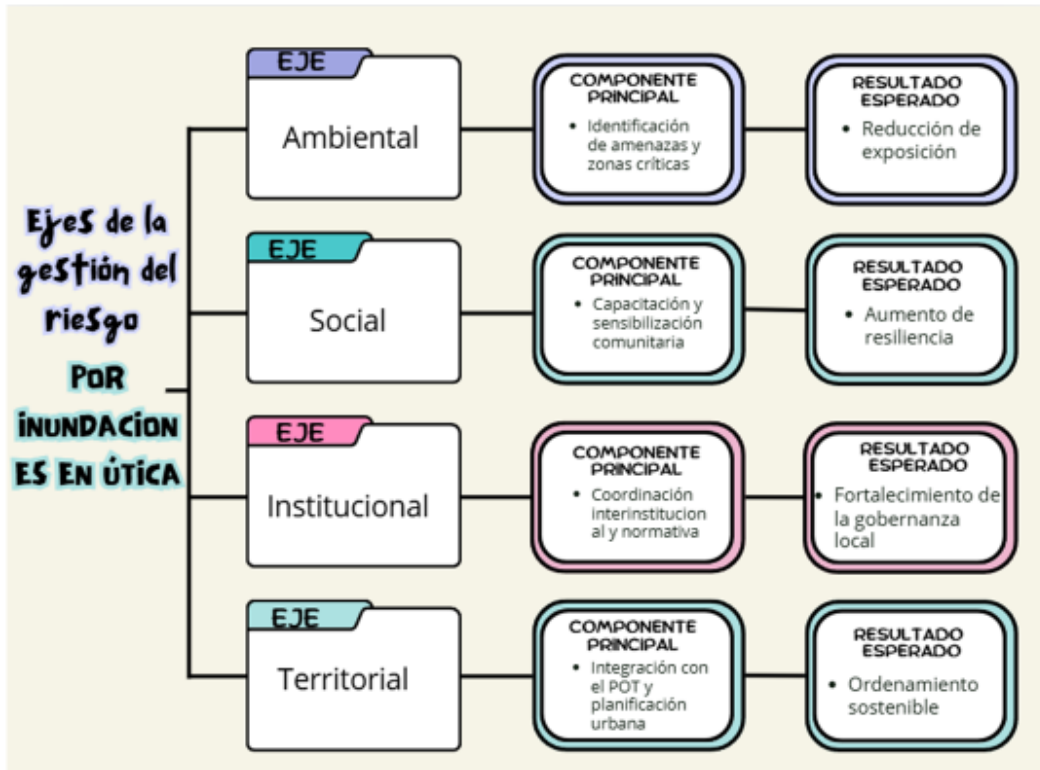 Ejes de la
gestión del
riesgo
POR
iNUNDACION
ES EN ÚTiCA
EJE
Ambiental
COMPONENTE
PRINCIPAL
• Identificación
de amenazas y
zonas críticas
RESULTADO
ESPERADO
• Reducción de
exposición
EJE
Social
COMPONENTE
PRINCIPAL
• Capacitación y
sensibilización
comunitaria
RESULTADO
ESPERADO
• Aumento de
resiliencia
EJE
Institucional
COMPONENTE
PRINCIPAL
• Coordinación
interinstitucion
al y normativa
RESULTADO
ESPERADO
• Fortalecimiento de
la gobernanza
local
EJE
Territorial
COMPONENTE
PRINCIPAL
• Integración con
el POT y
planificación
urbana
RESULTADO
ESPERADO
• Ordenamiento
sostenible